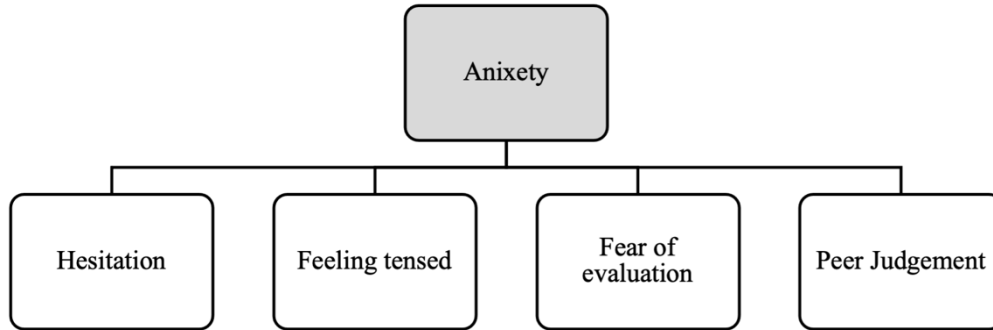 Anixety
Hesitation
Feeling tensed
Fear of
evaluation
Peer Judgement